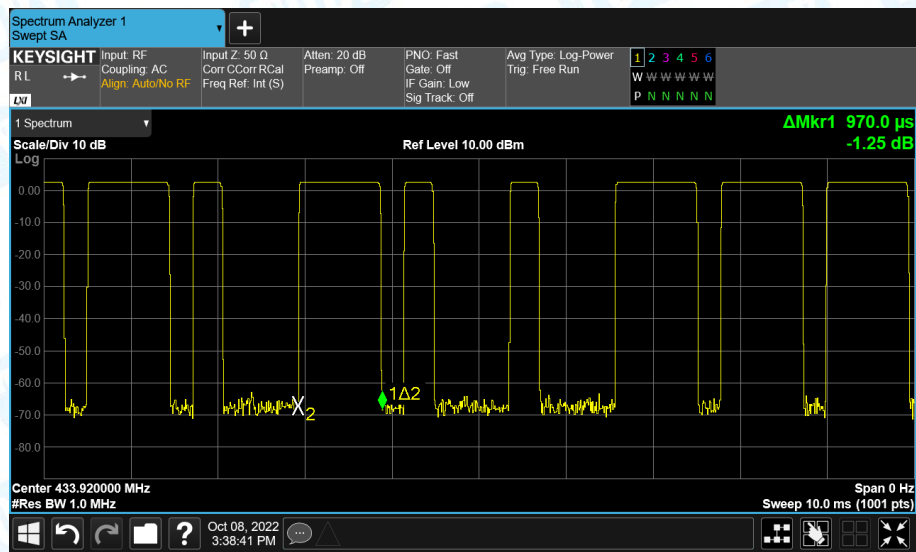 Spectrum Analyzer 1
Swept SA
KEYSIGHT
R L
LXI
Input: RF
Coupling: AC
Align: Auto/No RF
Input Z: 50 Ω
Corr CCorr RCal
Freq Ref: Int (S)
Atten: 20 dB
Preamp: Off
PNO: Fast
Gate: Off
IF Gain: Low
Sig Track: Off
Avg Type: Log-Power
Trig: Free Run
1 2 3 4 5 6
W W W W W W
P N N N N N
1 Spectrum
ΔMkr1 970.0 µs
-1.25 dB
Scale/Div 10 dB
Ref Level 10.00 dBm
Log
0.00
-10.0
-20.0
-30.0
-40.0
-50.0
-60.0
-70.0
-80.0
1Δ2
X2
Center 433.920000 MHz
#Res BW 1.0 MHz
Span 0 Hz
Sweep 10.0 ms (1001 pts)
Oct 08, 2022
3:38:41 PM